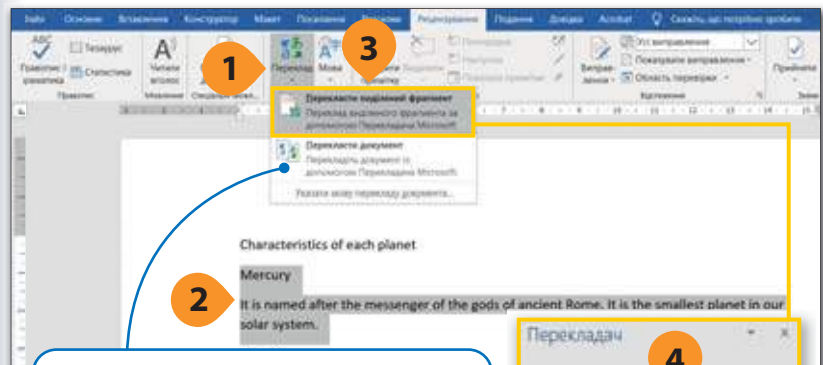 Файл Основне Вставлення Конструктор Макет Посилання Рецензування Подання Довідка Acrobat Скажіть, що потрібно зробити
ABC Тезаурус
Статистика
Правопис і граматика
Читати вголос
Переклад Мова
Усі виправлення
Показувати виправлення
Область перевірки
Прийняти
Правопис Мовлення
Відстеження
1
3
Перекласти виділений фрагмент
Переклад виділеного фрагмента за
допомогою Перекладача Microsoft
Перекласти документ
Перекладіть документ із
допомогою Перекладача Microsoft
Указати мову перекладу документа...
Characteristics of each planet
Mercury
2
It is named after the messenger of the gods of ancient Rome. It is the smallest planet in our
solar system.
Перекладач
4